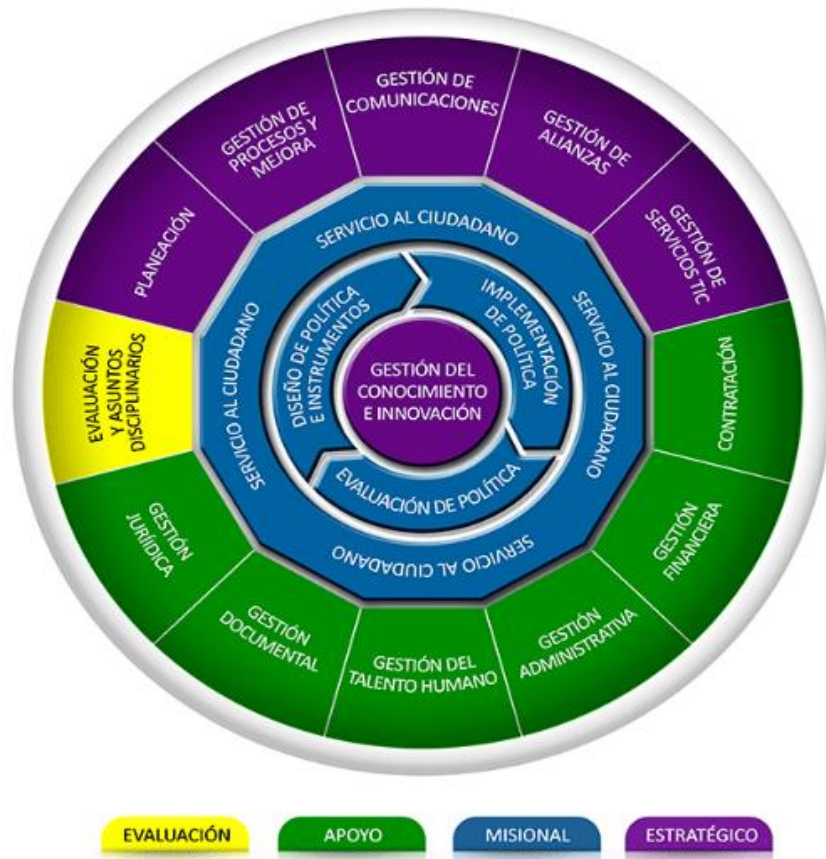 GESTIÓN DE
COMUNICACIONES
GESTIÓN DE
PROCESOS Y
MEJORA
GESTIÓN DE
ALIANZAS
PLANEACIÓN
GESTIÓN DE
SERVICIOS TIC
EVALUACIÓN
Y ASUNTOS
DISCIPLINARIOS
CONTRATACIÓN
GESTIÓN
JURÍIDICA
GESTIÓN
FINANCIERA
GESTIÓN
DOCUMENTAL
GESTIÓN DEL
TALENTO HUMANO
GESTIÓN
ADMINISTRATIVA
SERVICIO AL CIUDADANO
SERVICIO AL CIUDADANO
SERVICIO AL CIUDADANO
SERVICIO AL CIUDADANO
DISEÑO DE POLÍTICA
E INSTRUMENTOS
IMPLEMENTACIÓN
DE POLÍTICA
EVALUACIÓN DE POLÍTICA
GESTIÓN DEL
CONOCIMIENTO
E INNOVACIÓN
EVALUACIÓN
APOYO
MISIONAL
ESTRATÉGICO